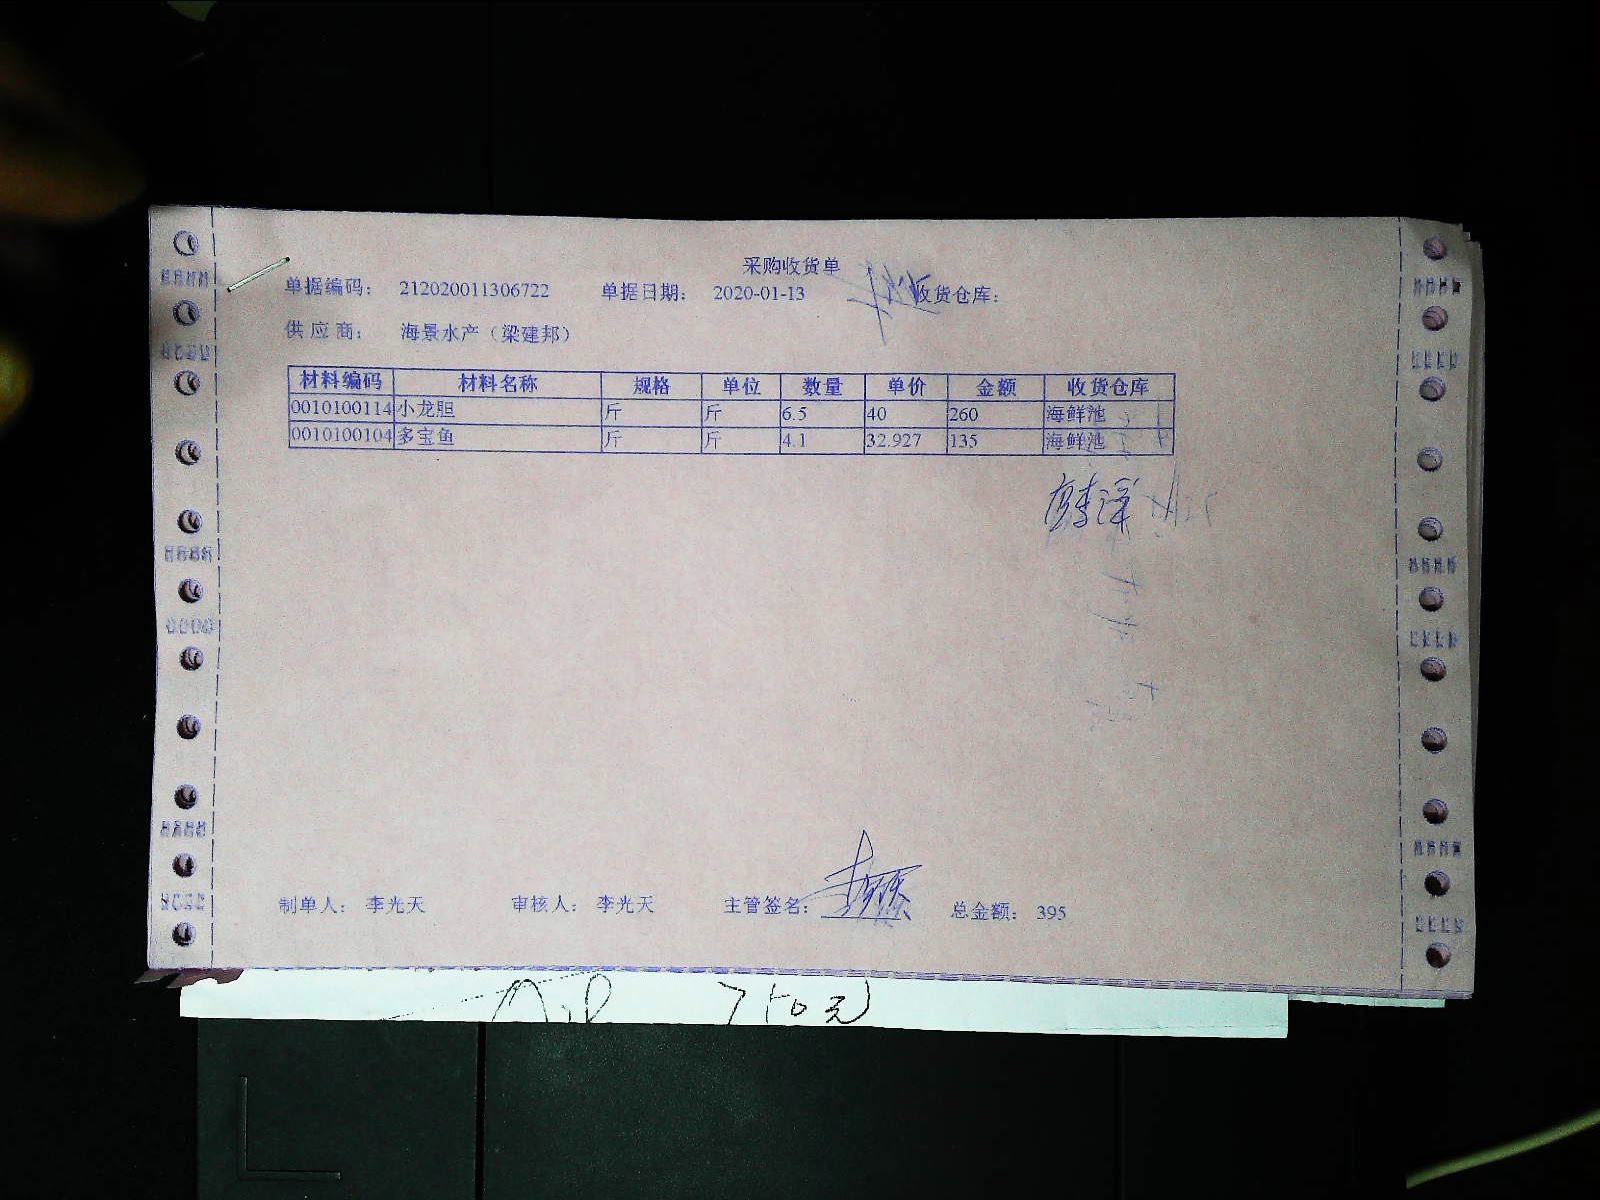 采购收货单
单据编码: 212020011306722 单据日期: 2020-01-13 收货仓库:
供应商: 海景水产（梁建邦）
材料编码 材料名称 规格 单位 数量 单价 金额 收货仓库
0010100114 小龙胆 斤 斤 6.5 40 260 海鲜池
0010100104 多宝鱼 斤 斤 4.1 32.927 135 海鲜池
制单人: 李光天 审核人: 李光天 主管签名: 总金额: 395